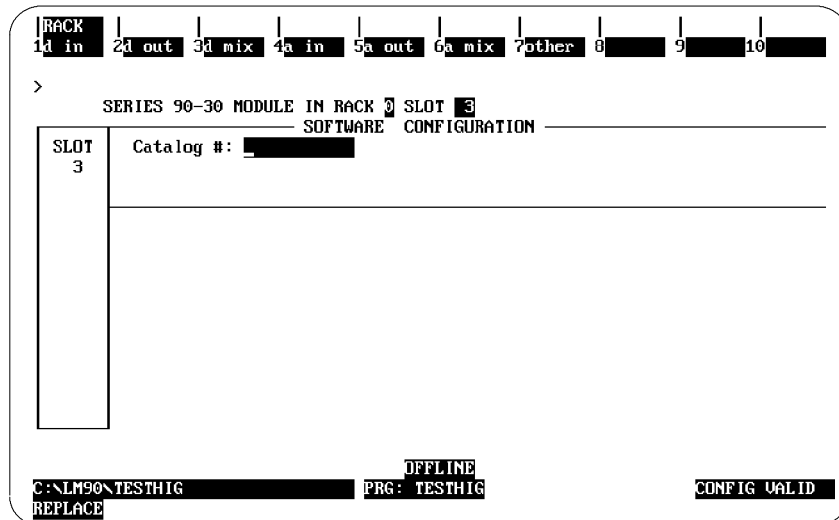 RACK
1d in 2d out 3d mix 4a in 5a out 6a mix 7other 8 9 10
>
SERIES 90-30 MODULE IN RACK 0 SLOT 3
SOFTWARE CONFIGURATION
SLOT Catalog #:
3
OFFLINE
C:\LM90\TESTHIG PRG: TESTHIG CONFIG VALID
REPLACE